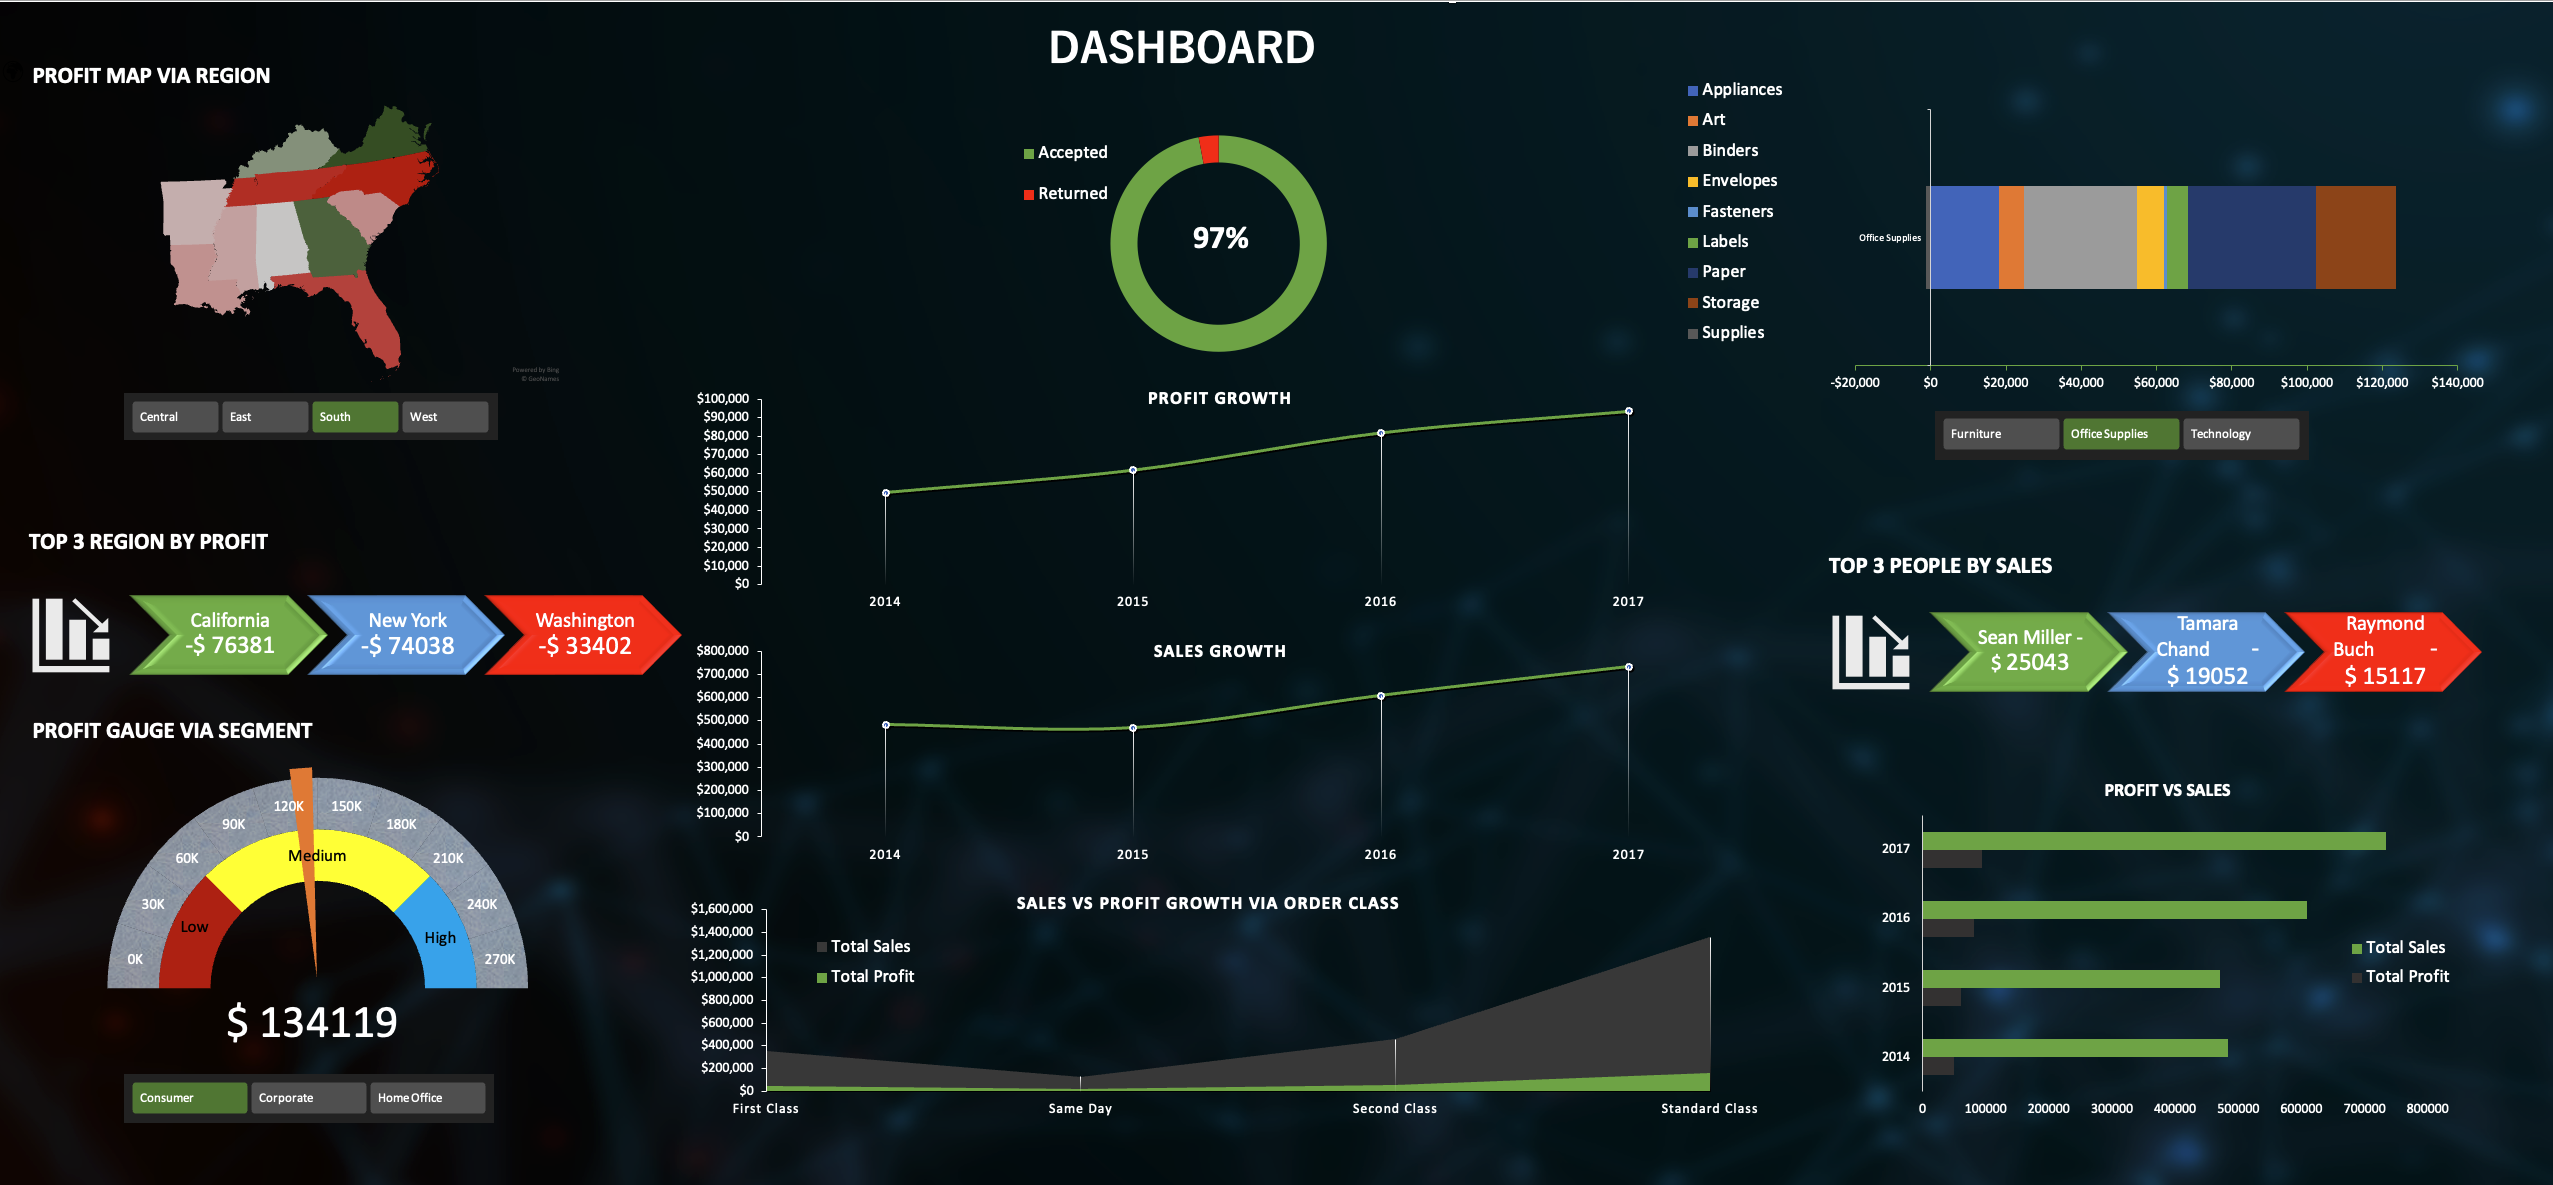 DASHBOARD
PROFIT MAP VIA REGION
Powered by Bing
© GeoNames
Central
East
South
West
Accepted
Returned
97%
Appliances
Art
Binders
Envelopes
Fasteners
Labels
Paper
Storage
Supplies
Office Supplies
-$20,000
$0
$20,000
$40,000
$60,000
$80,000
$100,000
$120,000
$140,000
Furniture
Office Supplies
Technology
PROFIT GROWTH
$100,000
$90,000
$80,000
$70,000
$60,000
$50,000
$40,000
$30,000
$20,000
$10,000
$0
2014
2015
2016
2017
TOP 3 REGION BY PROFIT
California
-$ 76381
New York
-$ 74038
Washington
-$ 33402
TOP 3 PEOPLE BY SALES
Sean Miller -
$ 25043
Tamara
Chand -
$ 19052
Raymond
Buch -
$ 15117
SALES GROWTH
$800,000
$700,000
$600,000
$500,000
$400,000
$300,000
$200,000
$100,000
$0
2014
2015
2016
2017
PROFIT GAUGE VIA SEGMENT
0K
30K
60K
90K
120K
150K
180K
210K
240K
270K
Low
Medium
High
$ 134119
Consumer
Corporate
Home Office
SALES VS PROFIT GROWTH VIA ORDER CLASS
$1,600,000
$1,400,000
$1,200,000
$1,000,000
$800,000
$600,000
$400,000
$200,000
$0
Total Sales
Total Profit
First Class
Same Day
Second Class
Standard Class
PROFIT VS SALES
2017
2016
2015
2014
Total Sales
Total Profit
0
100000
200000
300000
400000
500000
600000
700000
800000